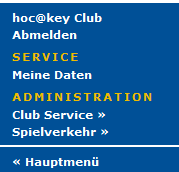 hoc@key Club
Abmelden
SERVICE
Meine Daten
ADMINISTRATION
Club Service »
Spielverkehr »
« Hauptmenü